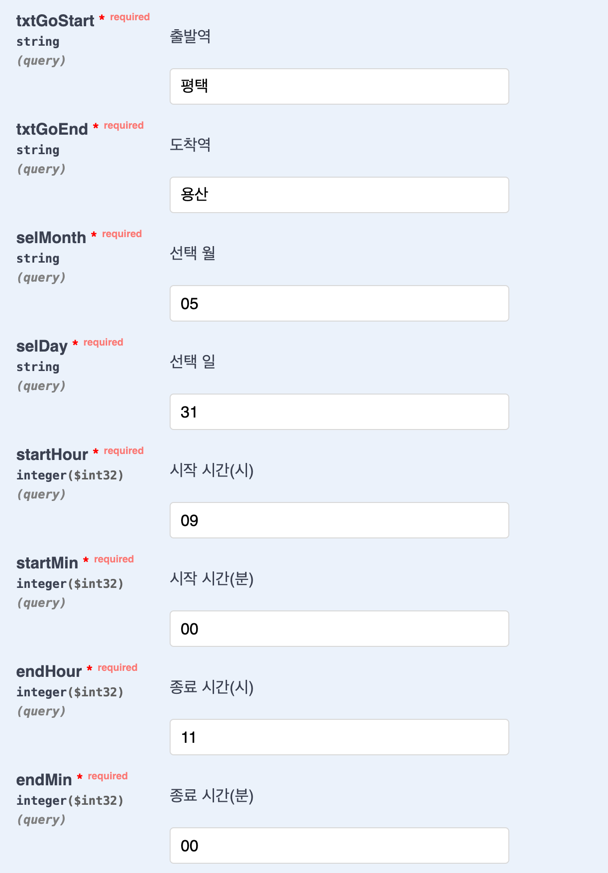 txtGoStart * required
출발역
string
(query)
평택
txtGoEnd * required
도착역
string
(query)
용산
selMonth * required
선택 월
string
(query)
05
selDay * required
선택 일
string
(query)
31
startHour * required
시작 시간(시)
integer($int32)
(query)
09
startMin * required
시작 시간(분)
integer($int32)
(query)
00
endHour * required
종료 시간(시)
integer($int32)
(query)
11
endMin * required
종료 시간(분)
integer($int32)
(query)
00